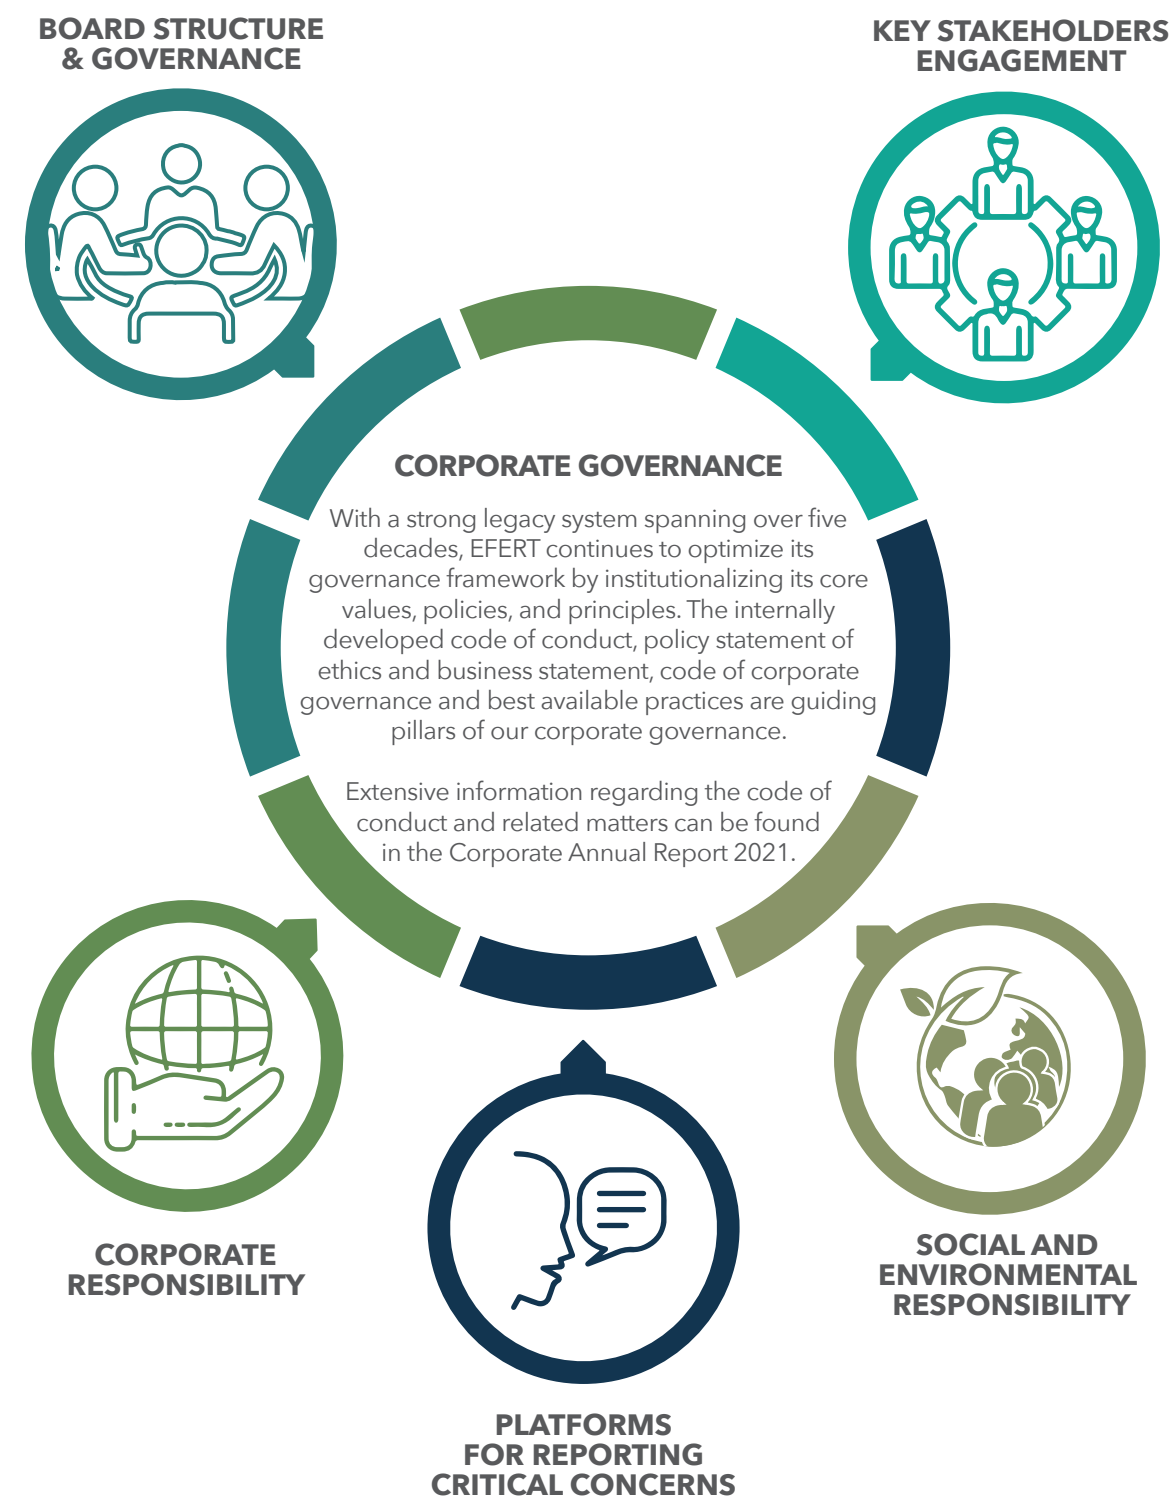 BOARD STRUCTURE
& GOVERNANCE
KEY STAKEHOLDERS
ENGAGEMENT
CORPORATE GOVERNANCE
With a strong legacy system spanning over five
decades, EFERT continues to optimize its
governance framework by institutionalizing its core
values, policies, and principles. The internally
developed code of conduct, policy statement of
ethics and business statement, code of corporate
governance and best available practices are guiding
pillars of our corporate governance.
Extensive information regarding the code of
conduct and related matters can be found
in the Corporate Annual Report 2021.
CORPORATE
RESPONSIBILITY
SOCIAL AND
ENVIRONMENTAL
RESPONSIBILITY
PLATFORMS
FOR REPORTING
CRITICAL CONCERNS